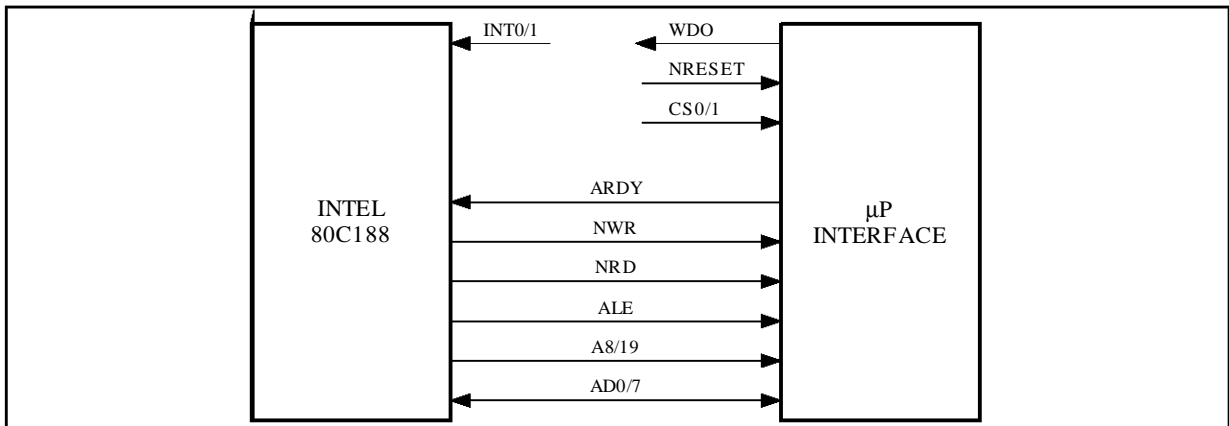 INT0/1
WDO
NRESET
CS0/1
ARDY
INTEL
80C188
NWR
µP
INTERFACE
NRD
ALE
A8/19
AD0/7